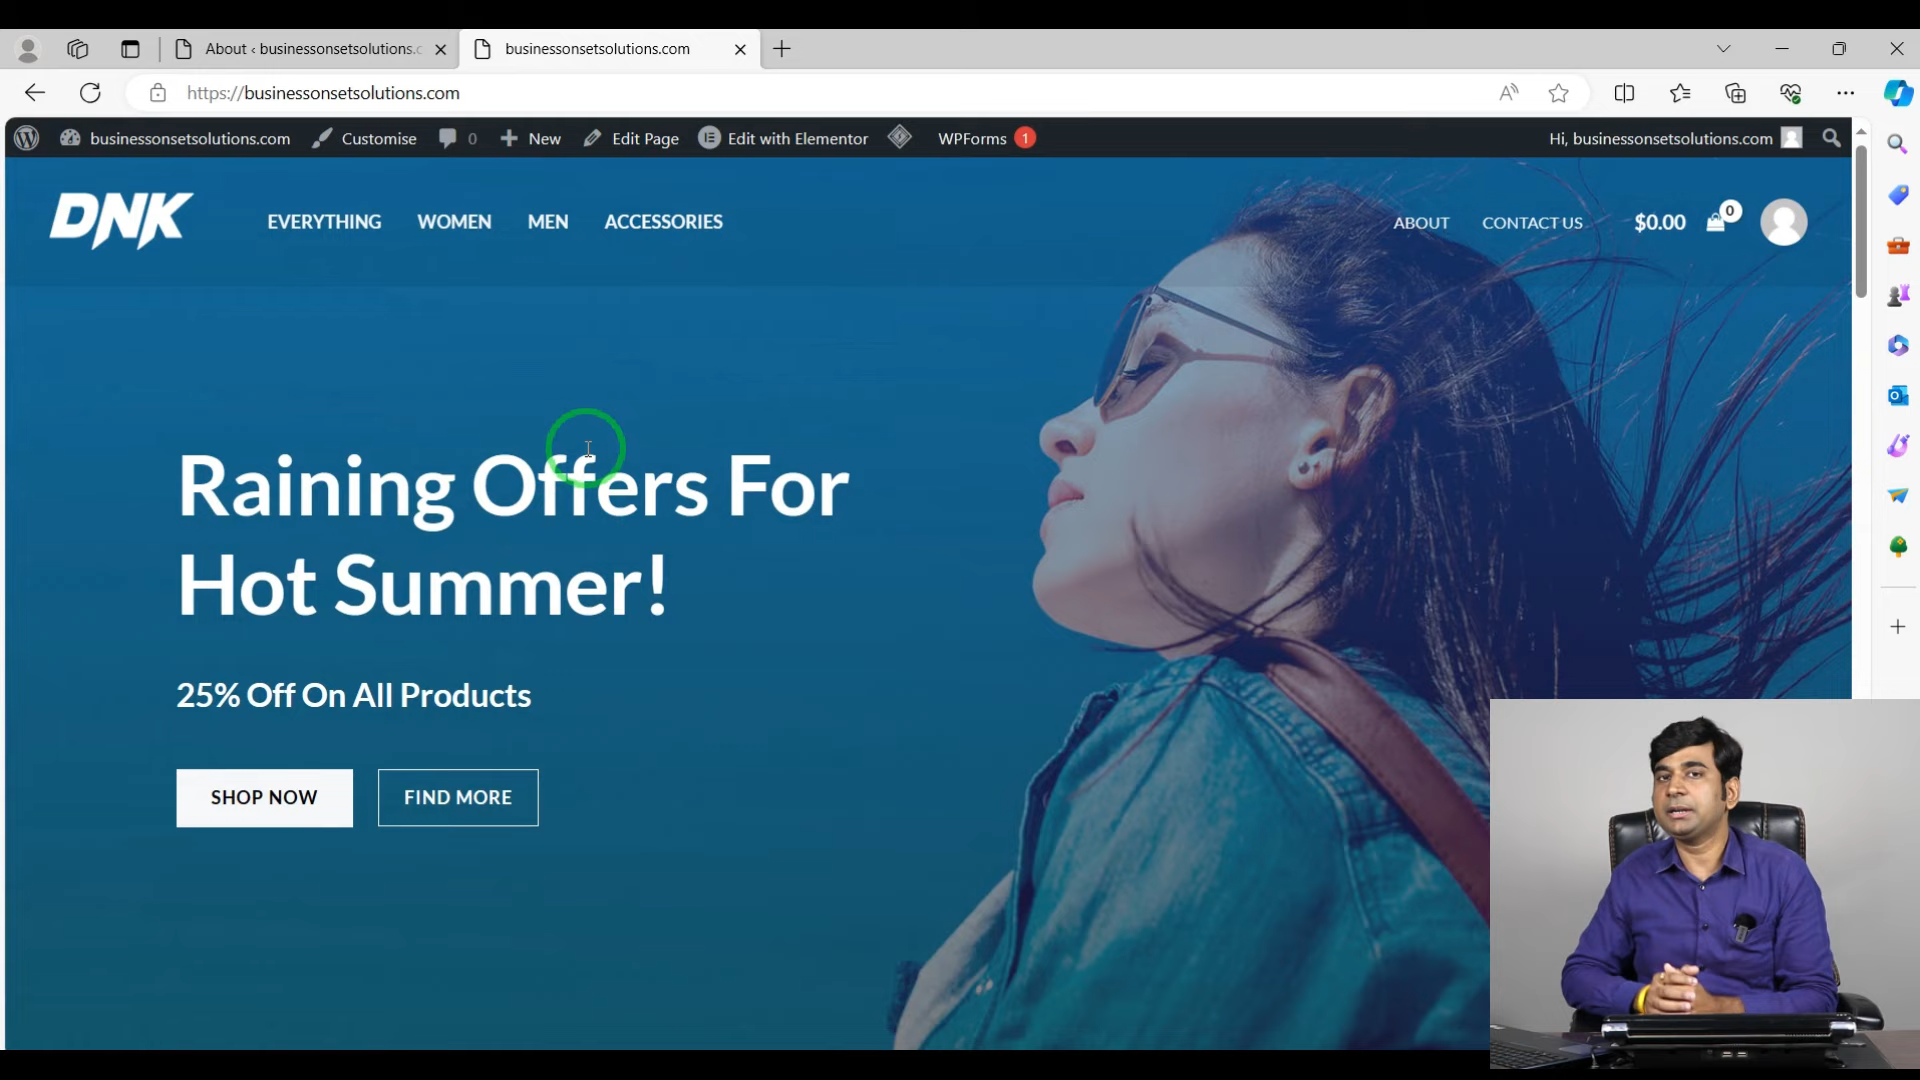 About ‹ businessonsetsolutions.c
businessonsetsolutions.com
https://businessonsetsolutions.com
businessonsetsolutions.com
Customise
0
New
Edit Page
Edit with Elementor
WPForms 1
Hi, businessonsetsolutions.com
DNK
EVERYTHING
WOMEN
MEN
ACCESSORIES
ABOUT
CONTACT US
$0.00
0
Raining Offers For
Hot Summer!
25% Off On All Products
SHOP NOW
FIND MORE